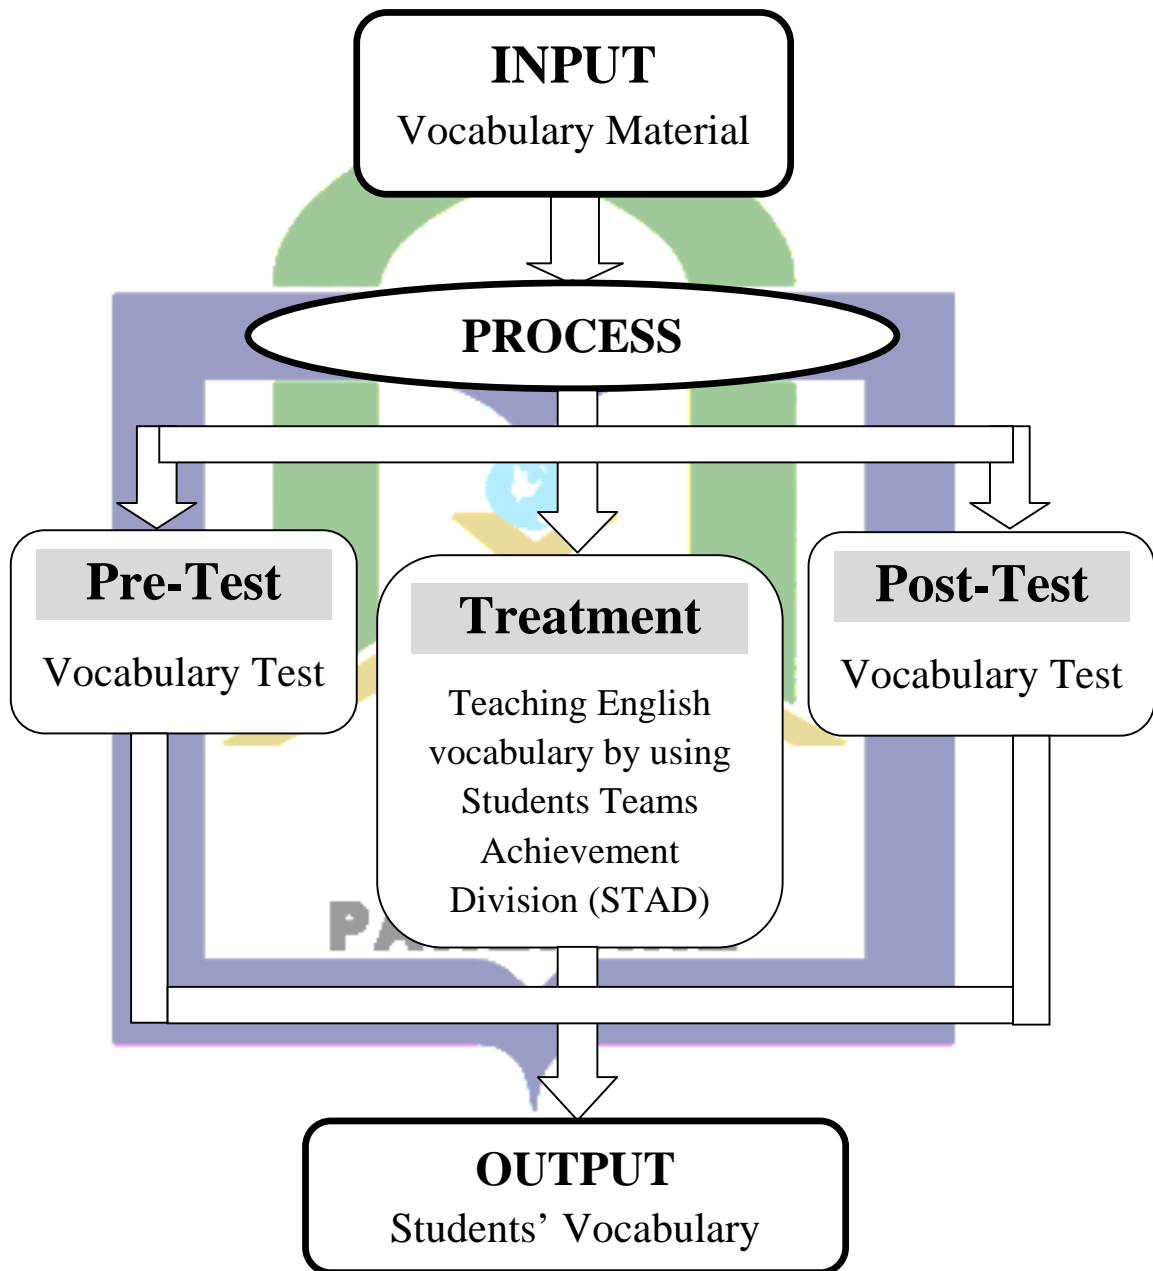 INPUT
Vocabulary Material
PROCESS
Pre-Test
Vocabulary Test
Treatment
Teaching English
vocabulary by using
Students Teams
Achievement
Division (STAD)
Post-Test
Vocabulary Test
OUTPUT
Students’ Vocabulary